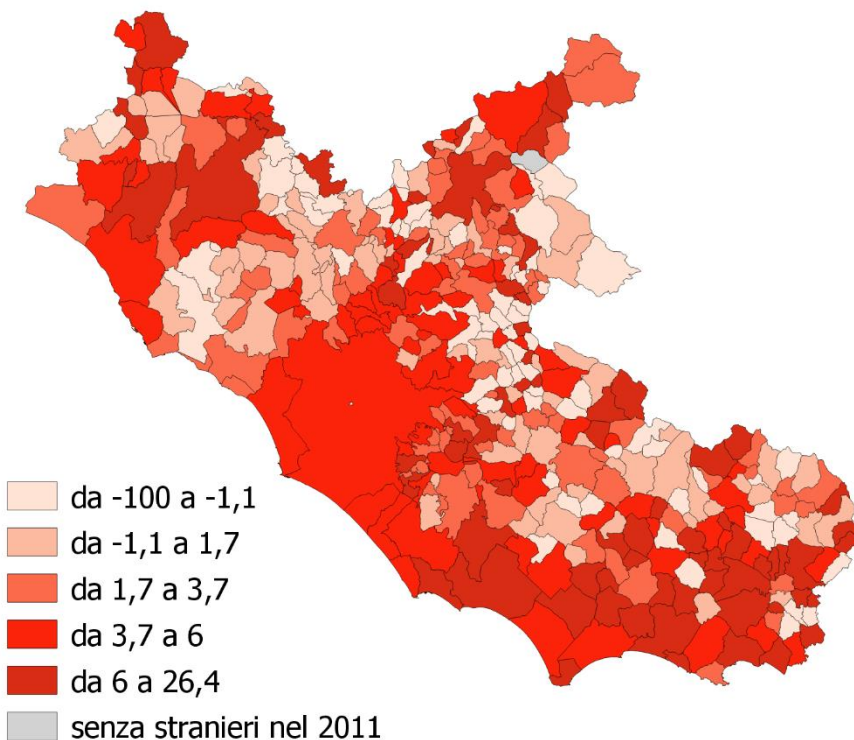 da -100 a -1,1
da -1,1 a 1,7
da 1,7 a 3,7
da 3,7 a 6
da 6 a 26,4
senza stranieri nel 2011